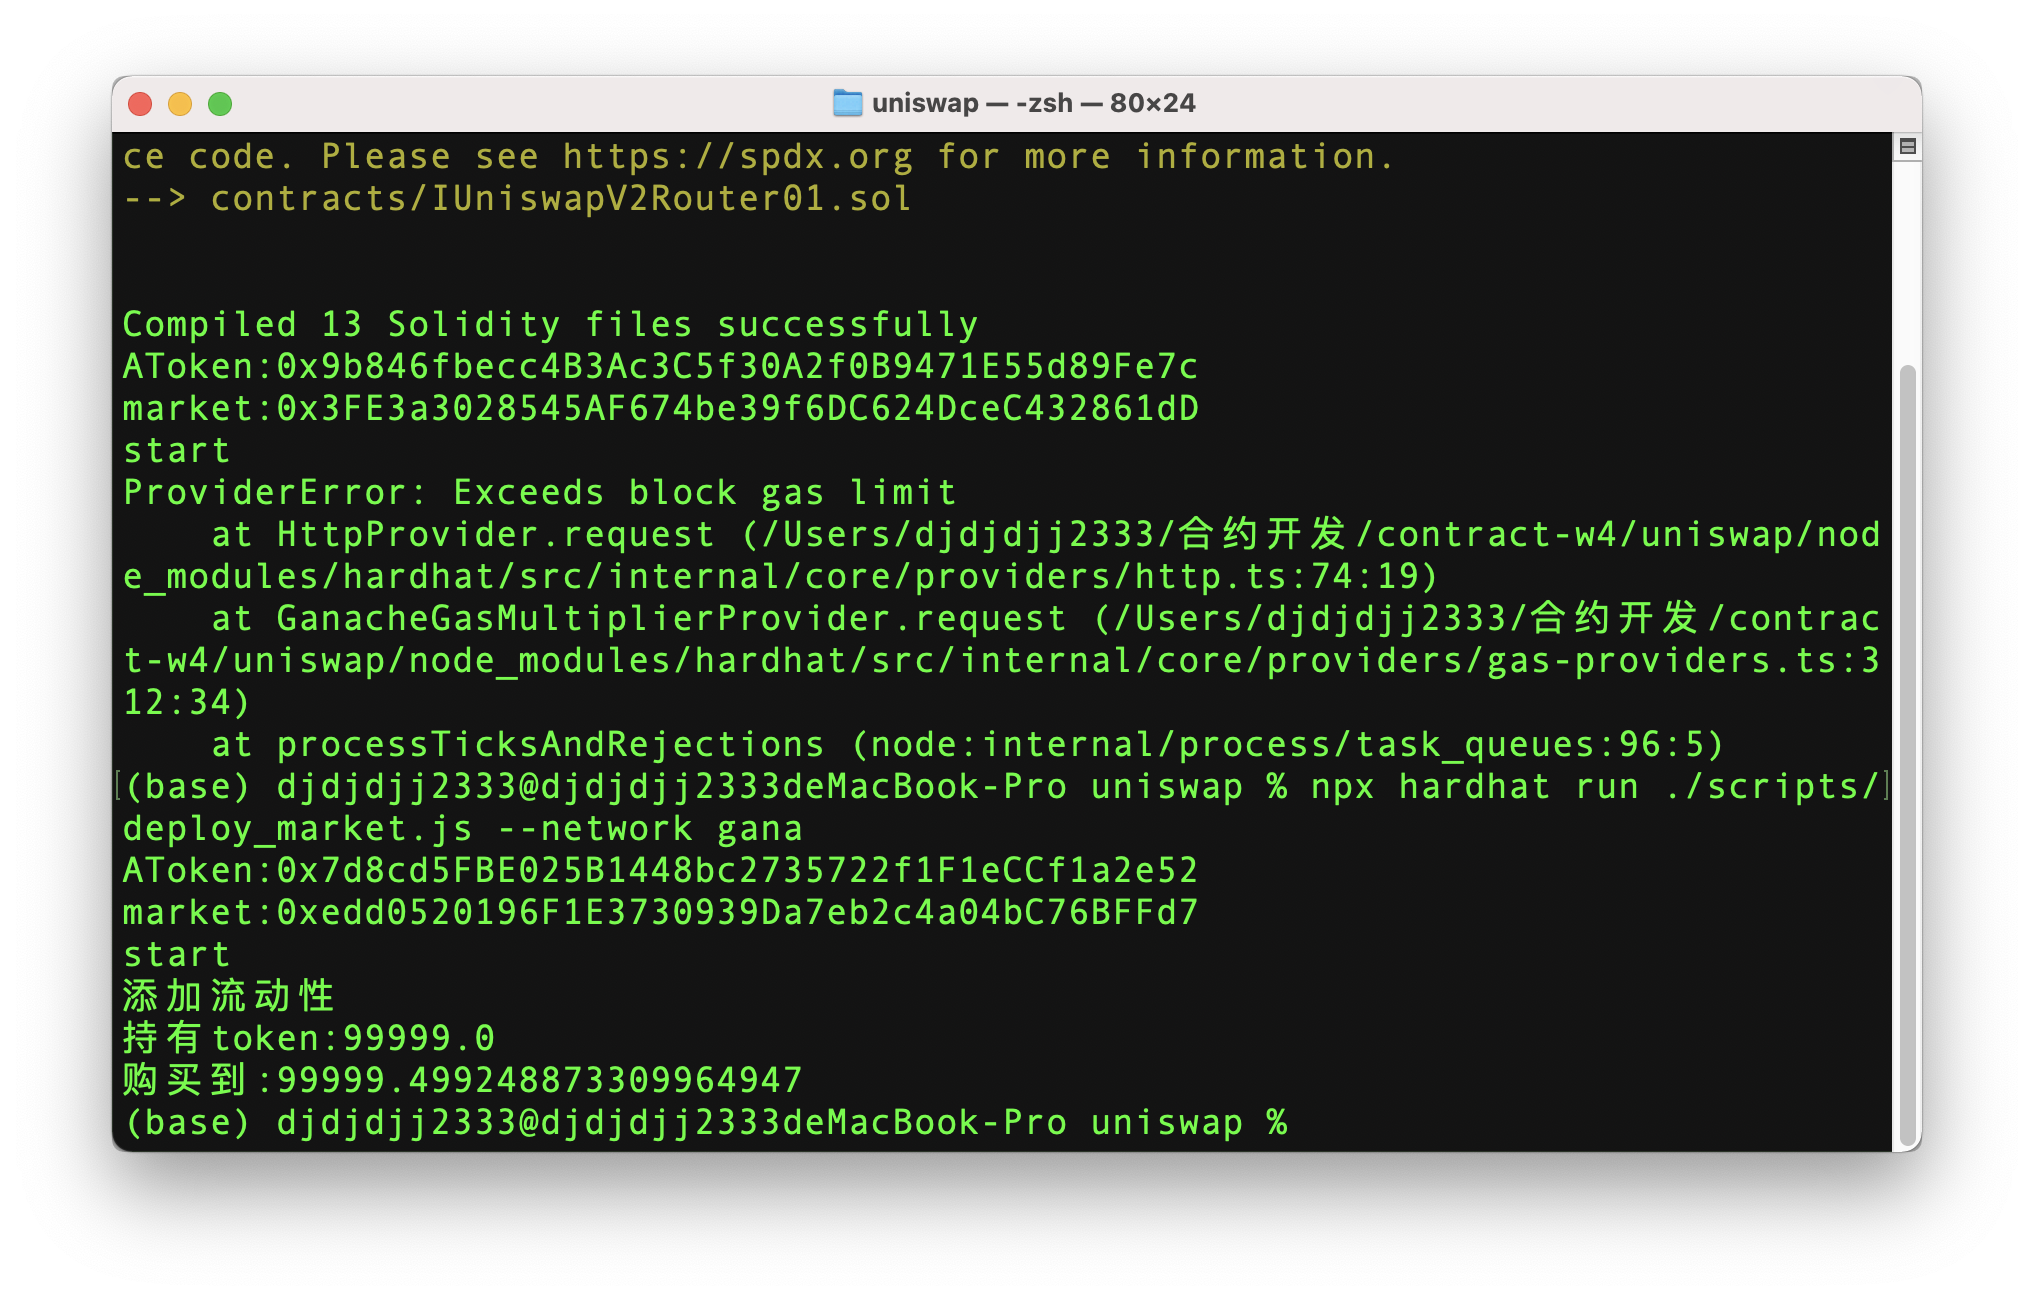 uniswap — -zsh — 80×24
ce code. Please see https://spdx.org for more information.
--> contracts/IUniswapV2Router01.sol
Compiled 13 Solidity files successfully
AToken:0x9b846fbecc4B3Ac3C5f30A2f0B9471E55d89Fe7c
market:0x3FE3a3028545AF674be39f6DC624DceC432861dD
start
ProviderError: Exceeds block gas limit
    at HttpProvider.request (/Users/djdjdjj2333/合约开发/contract-w4/uniswap/nod
e_modules/hardhat/src/internal/core/providers/http.ts:74:19)
    at GanacheGasMultiplierProvider.request (/Users/djdjdjj2333/合约开发/contrac
t-w4/uniswap/node_modules/hardhat/src/internal/core/providers/gas-providers.ts:3
12:34)
    at processTicksAndRejections (node:internal/process/task_queues:96:5)
[(base) djdjdjj2333@djdjdjj2333deMacBook-Pro uniswap % npx hardhat run ./scripts/]
deploy_market.js --network gana
AToken:0x7d8cd5FBE025B1448bc2735722f1F1eCCf1a2e52
market:0xedd0520196F1E3730939Da7eb2c4a04bC76BFFd7
start
添加流动性
持有token:99999.0
购买到:99999.499248873309964947
(base) djdjdjj2333@djdjdjj2333deMacBook-Pro uniswap %